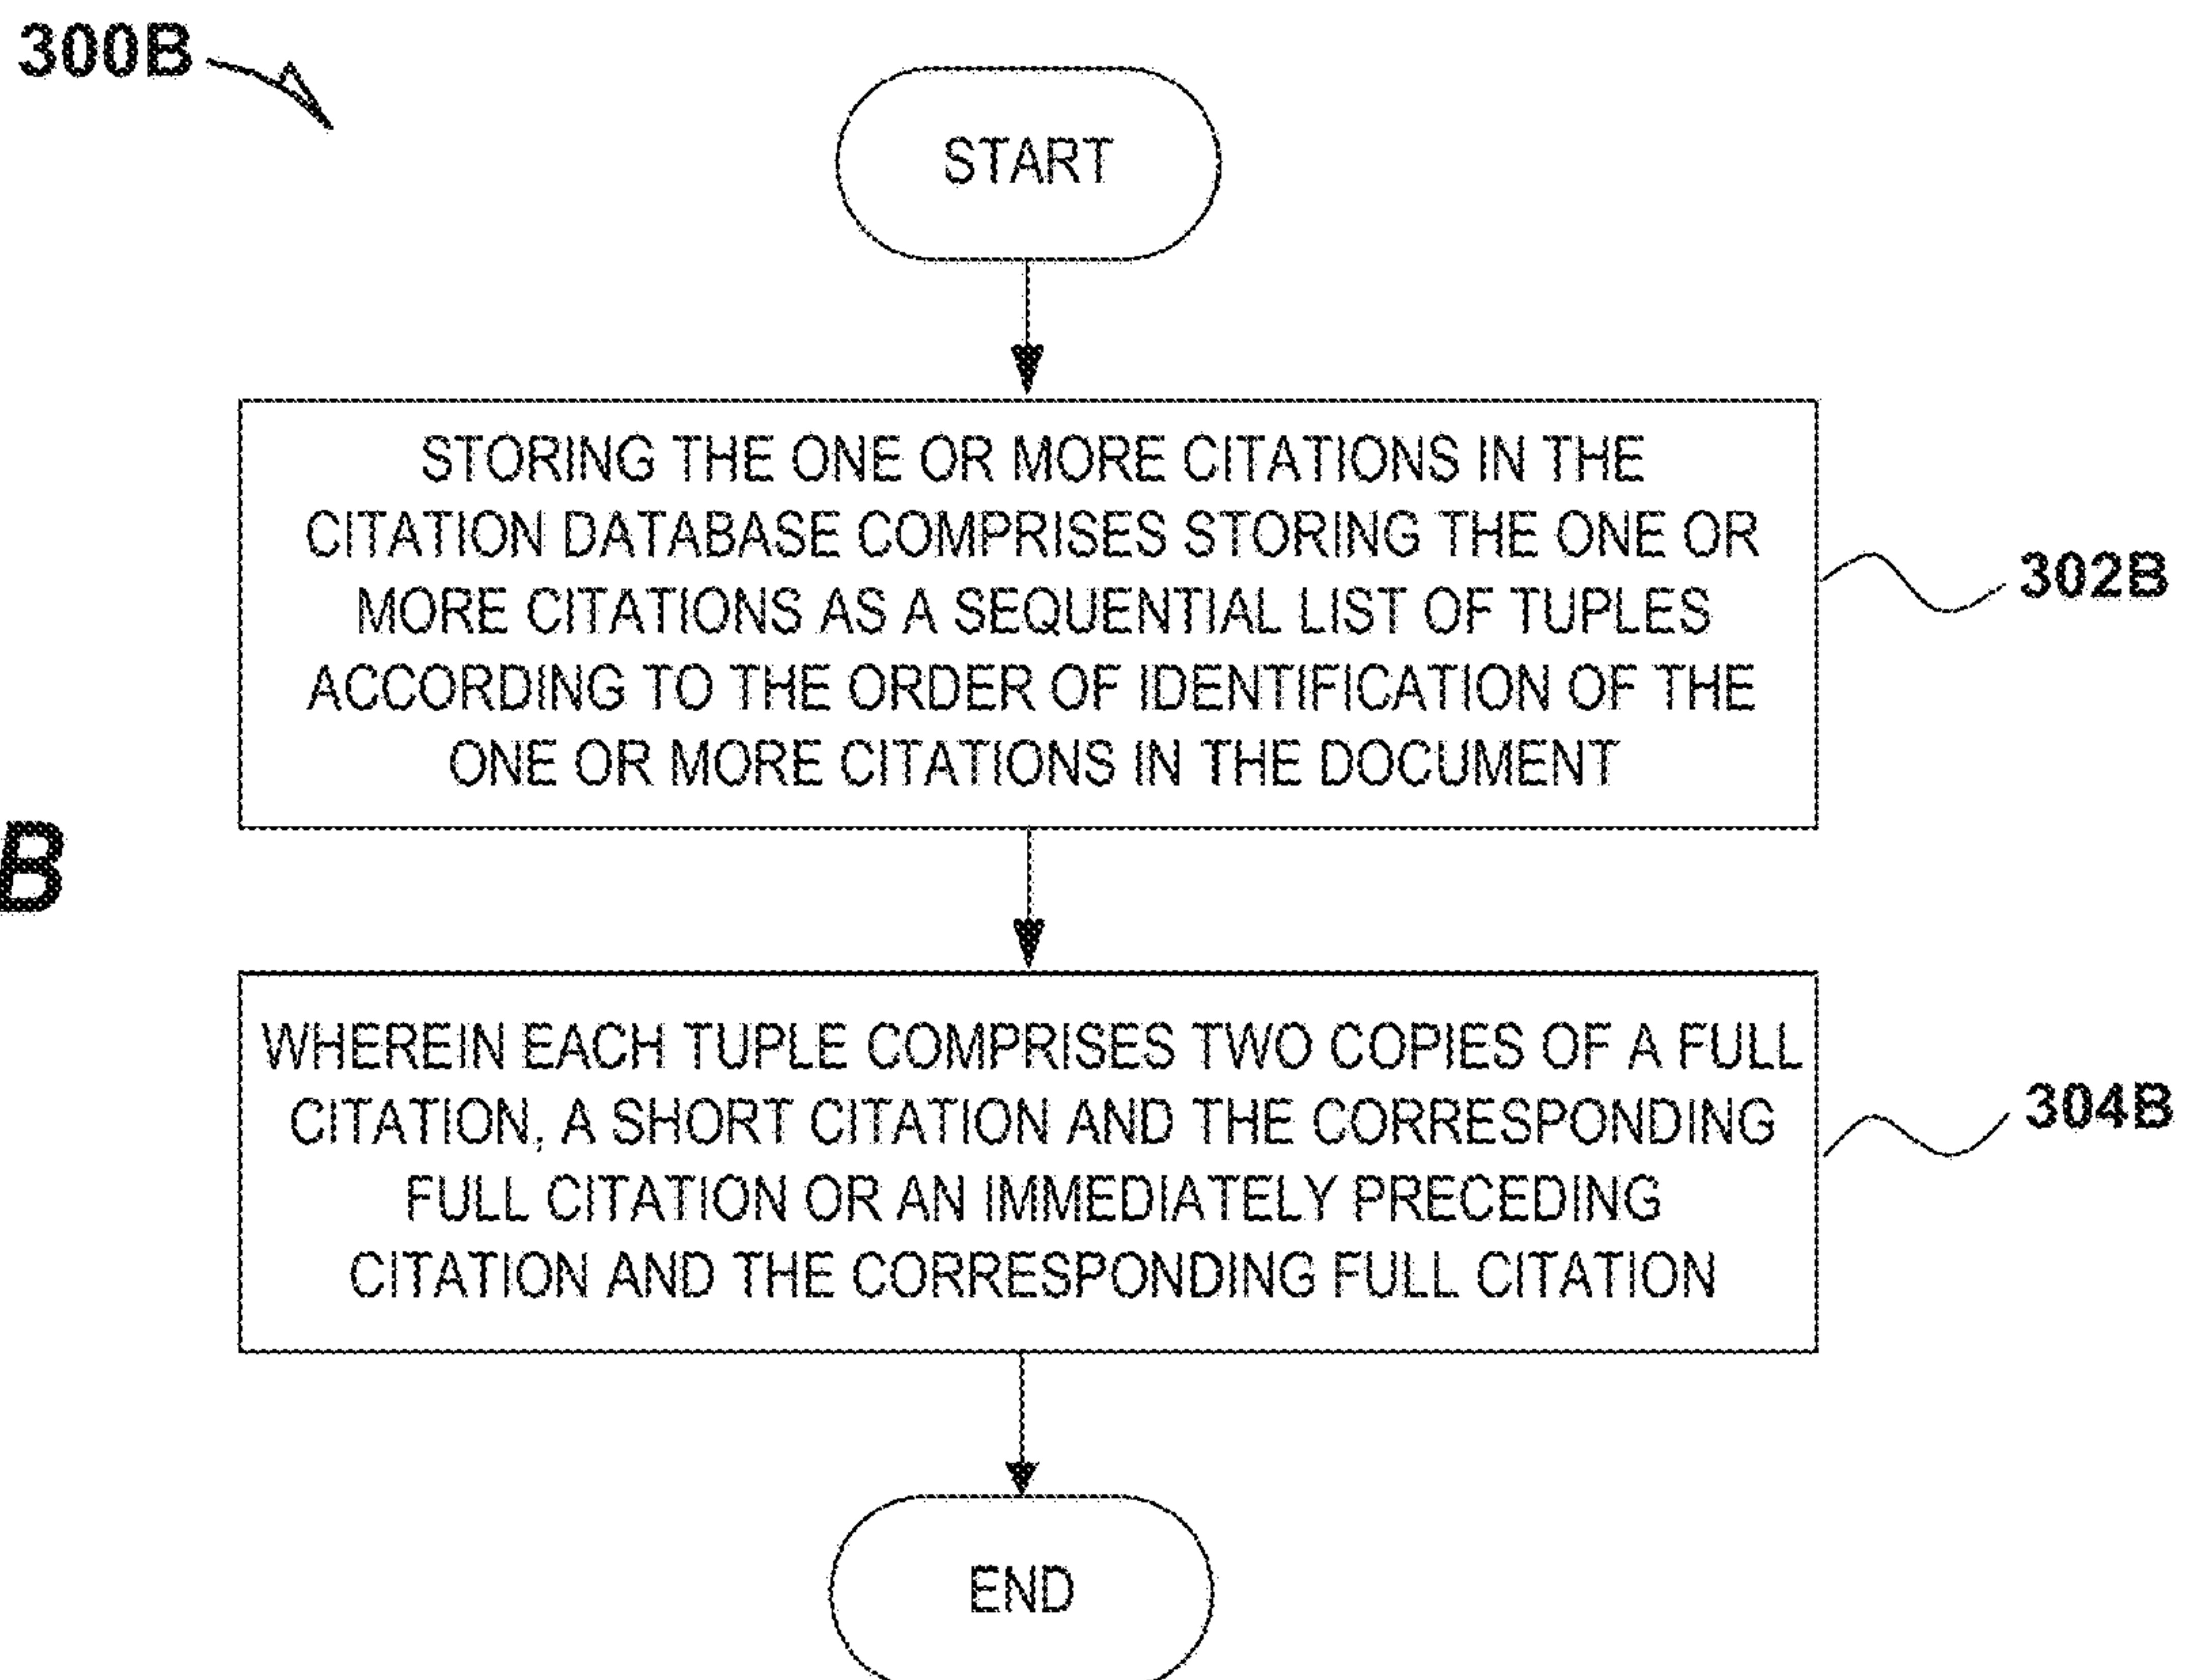 300B
START
STORING THE ONE OR MORE CITATIONS IN THE
CITATION DATABASE COMPRISES STORING THE ONE OR
MORE CITATIONS AS A SEQUENTIAL LIST OF TUPLES
ACCORDING TO THE ORDER OF IDENTIFICATION OF THE
ONE OR MORE CITATIONS IN THE DOCUMENT
302B
B
WHEREIN EACH TUPLE COMPRISES TWO COPIES OF A FULL
CITATION, A SHORT CITATION AND THE CORRESPONDING
FULL CITATION OR AN IMMEDIATELY PRECEDING
CITATION AND THE CORRESPONDING FULL CITATION
304B
END